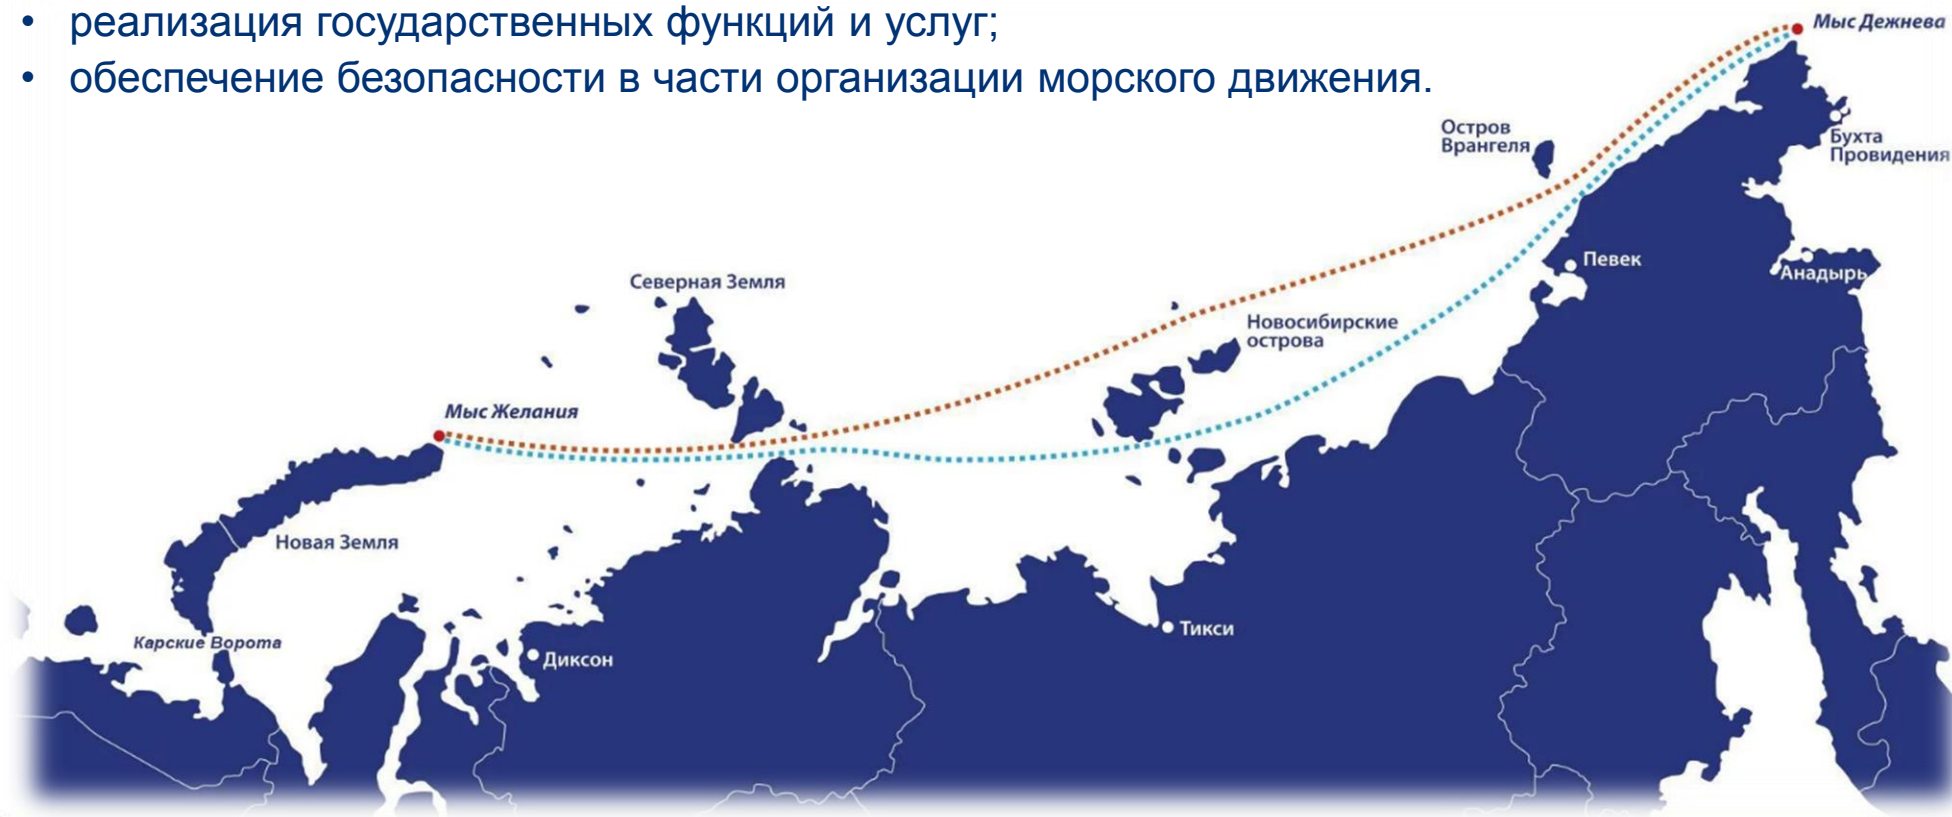 • реализация государственных функций и услуг;
• обеспечение безопасности в части организации морского движения.
Мыс Дежнева
Остров
Врангеля
Бухта
Провидения
Певек
Анадырь
Северная Земля
Новосибирские
острова
Мыс Желания
Новая Земля
Карские Ворота
Диксон
Тикси